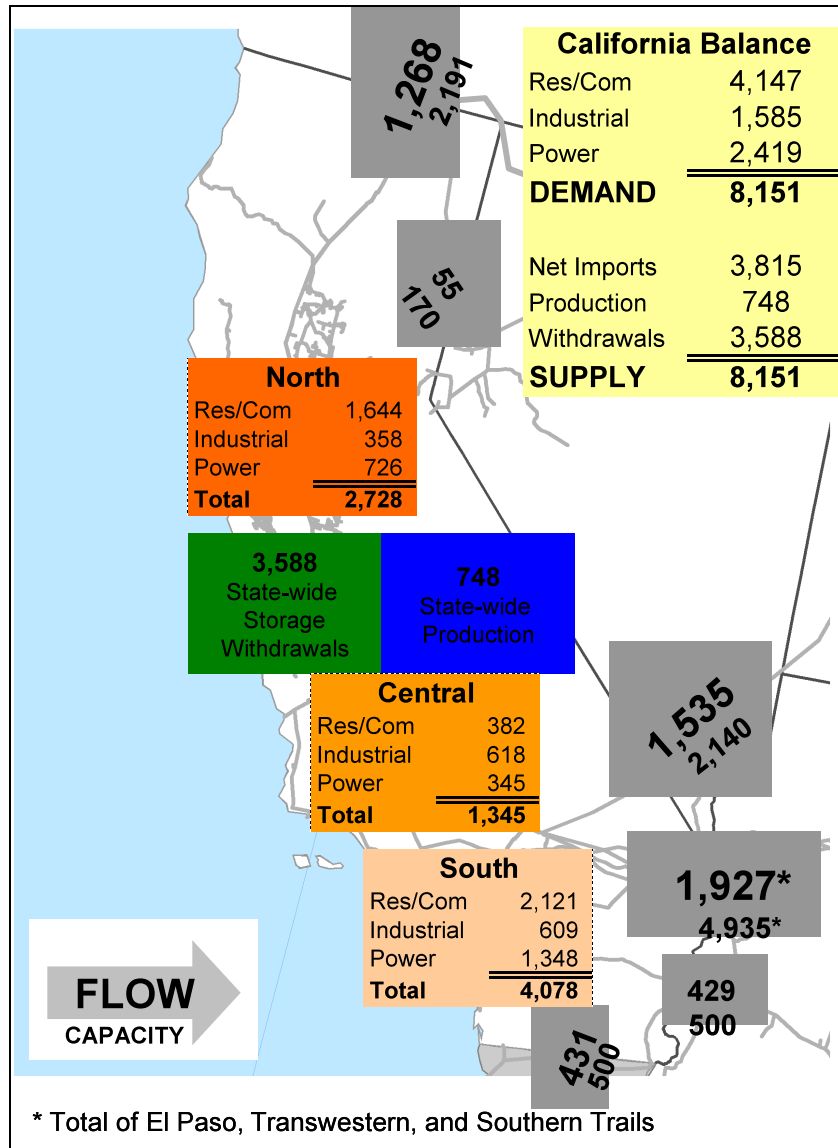 1,268
2,191
California Balance
Res/Com 4,147
Industrial 1,585
Power 2,419
DEMAND 8,151
Net Imports 3,815
Production 748
Withdrawals 3,588
SUPPLY 8,151
55
170
North
Res/Com 1,644
Industrial 358
Power 726
Total 2,728
3,588
State-wide
Storage
Withdrawals
748
State-wide
Production
Central
Res/Com 382
Industrial 618
Power 345
Total 1,345
1,535
2,140
South
Res/Com 2,121
Industrial 609
Power 1,348
Total 4,078
1,927*
4,935*
429
500
431
500
FLOW
CAPACITY
* Total of El Paso, Transwestern, and Southern Trails